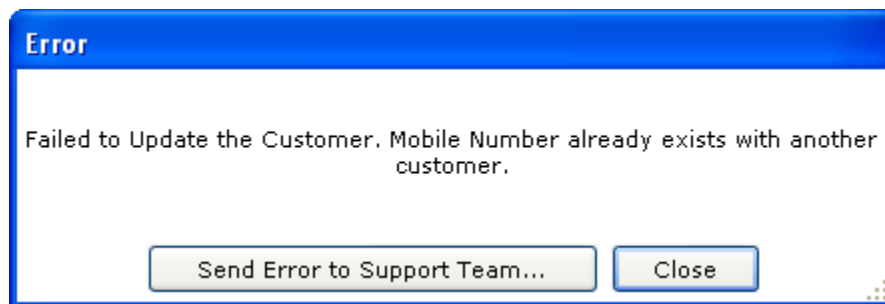 Error
Failed to Update the Customer. Mobile Number already exists with another
customer.
Send Error to Support Team...
Close